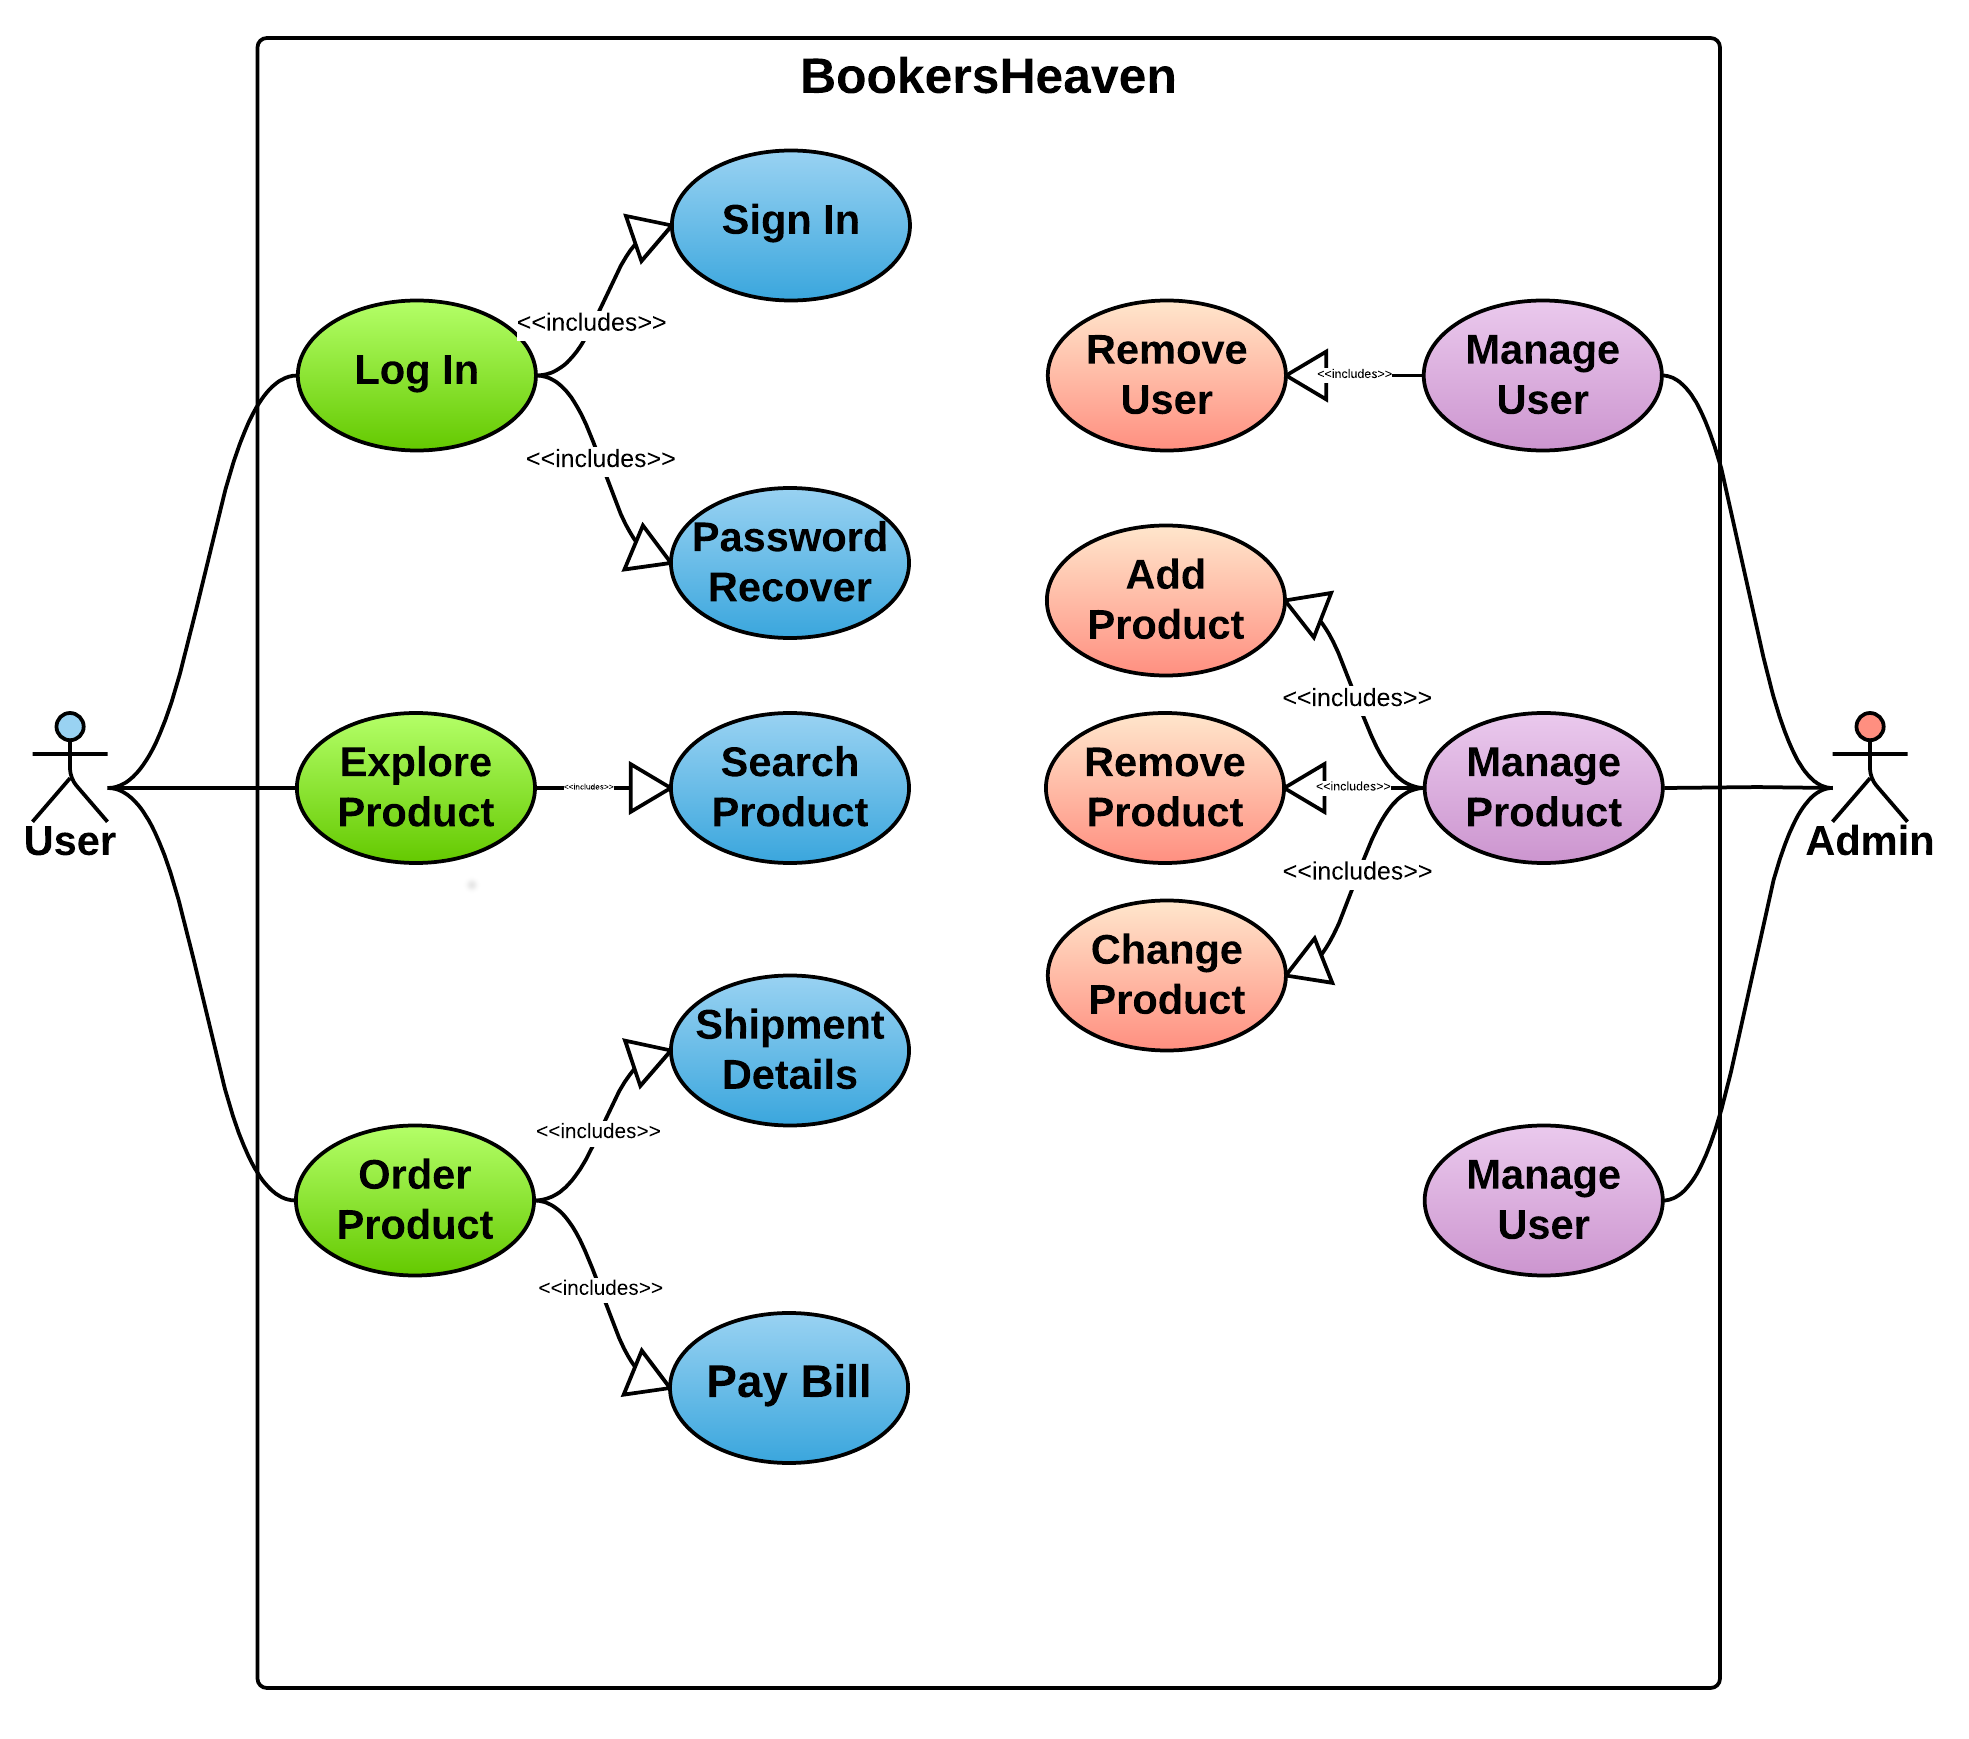 BookersHeaven
Sign In
<<includes>>
Log In
<<includes>>
Password
Recover
Explore
Product
<<includes>>
Search
Product
User
Shipment
Details
<<includes>>
Order
Product
<<includes>>
Pay Bill
Remove
User
<<includes>>
Manage
User
Add
Product
<<includes>>
Remove
Product
<<includes>>
Manage
Product
<<includes>>
Change
Product
Admin
Manage
User